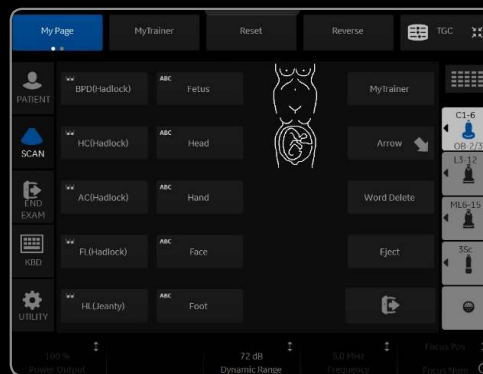 My Page
MyTrainer
Reset
Reverse
TGC
PATIENT
BPD(Hadlock)
ABC
Fetus
MyTrainer
C1-6
OB-2/3
SCAN
HC(Hadlock)
ABC
Head
Arrow
L3-12
END
EXAM
AC(Hadlock)
ABC
Hand
Word Delete
ML6-15
KBD
FL(Hadlock)
ABC
Face
Eject
3Sc
UTILITY
HL(Jeanty)
ABC
Foot
100 %
Power Output
72 dB
Dynamic Range
5.0 MHz
Frequency
Focus Pos
Focus Num